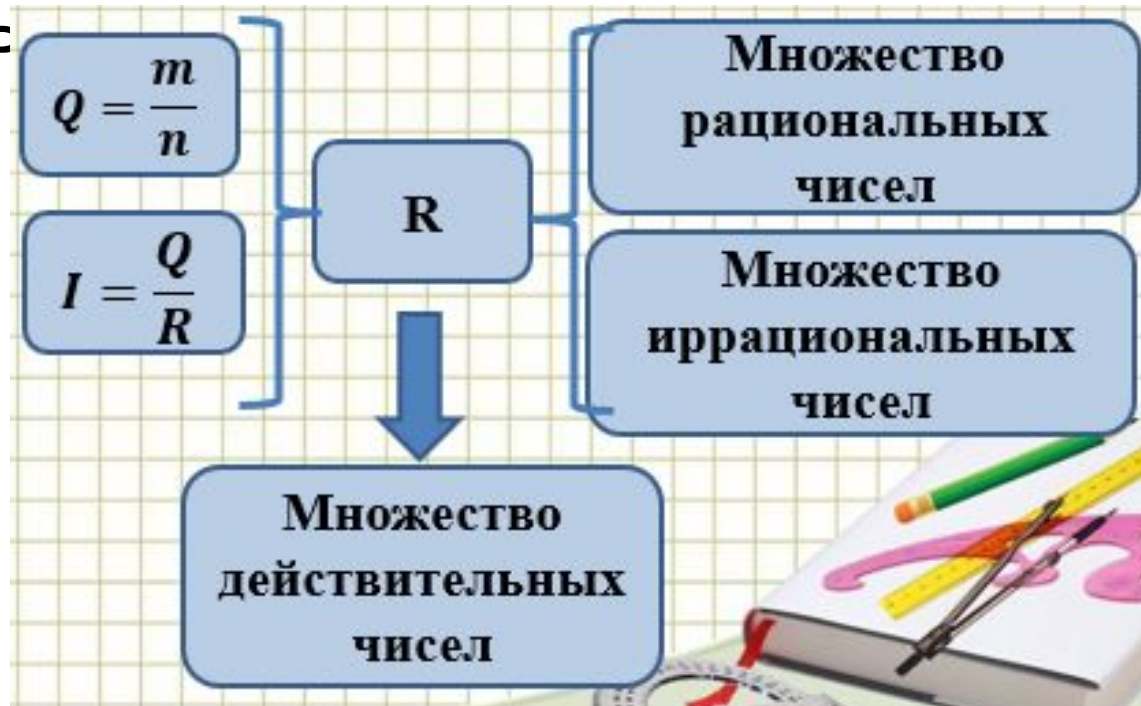 с
Q = m/n
I = Q/R
R
Множество
рациональных
чисел
Множество
иррациональных
чисел
Множество
действительных
чисел